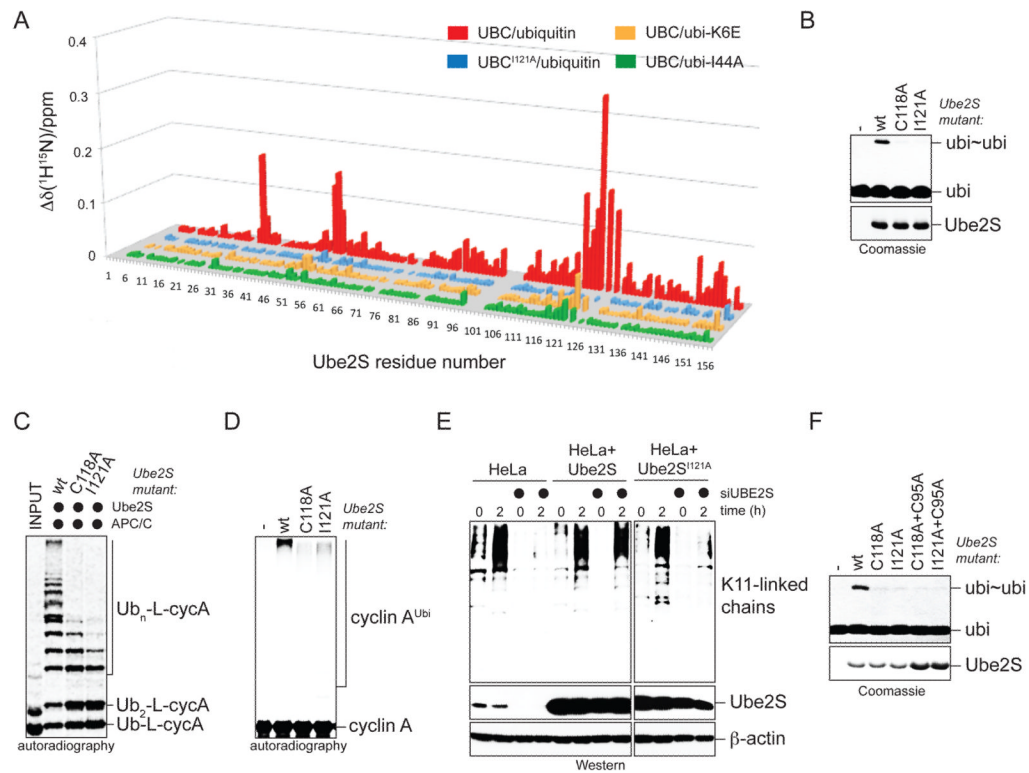 A
0.4
0.3
0.2
0.1
0
Δδ(¹H¹⁵N)/ppm
UBC/ubiquitin
UBC/ubi-K6E
UBCᴵ¹²¹ᴬ/ubiquitin
UBC/ubi-I44A
1 6 11 16 21 26 31 36 41 46 51 56 61 66 71 76 81 86 91 96 101 106 111 116 121 126 131 136 141 146 151 156
Ube2S residue number
B
- wt C118A I121A
Ube2S
mutant:
ubi~ubi
ubi
Ube2S
Coomassie
C
INPUT wt C118A I121A
Ube2S
mutant:
Ube2S
APC/C
Ubₙ-L-cycA
Ub₂-L-cycA
Ub-L-cycA
autoradiography
D
- wt C118A I121A
Ube2S
mutant:
cyclin Aᵁᵇⁱ
cyclin A
autoradiography
E
HeLa
HeLa+
Ube2S
HeLa+
Ube2Sᴵ¹²¹ᴬ
siUBE2S
0 2 0 2 0 2 0 2 0 2 0 2
time (h)
K11-linked
chains
Ube2S
β-actin
Western
F
- wt C118A I121A C118A+C95A I121A+C95A
Ube2S
mutant:
ubi~ubi
ubi
Ube2S
Coomassie